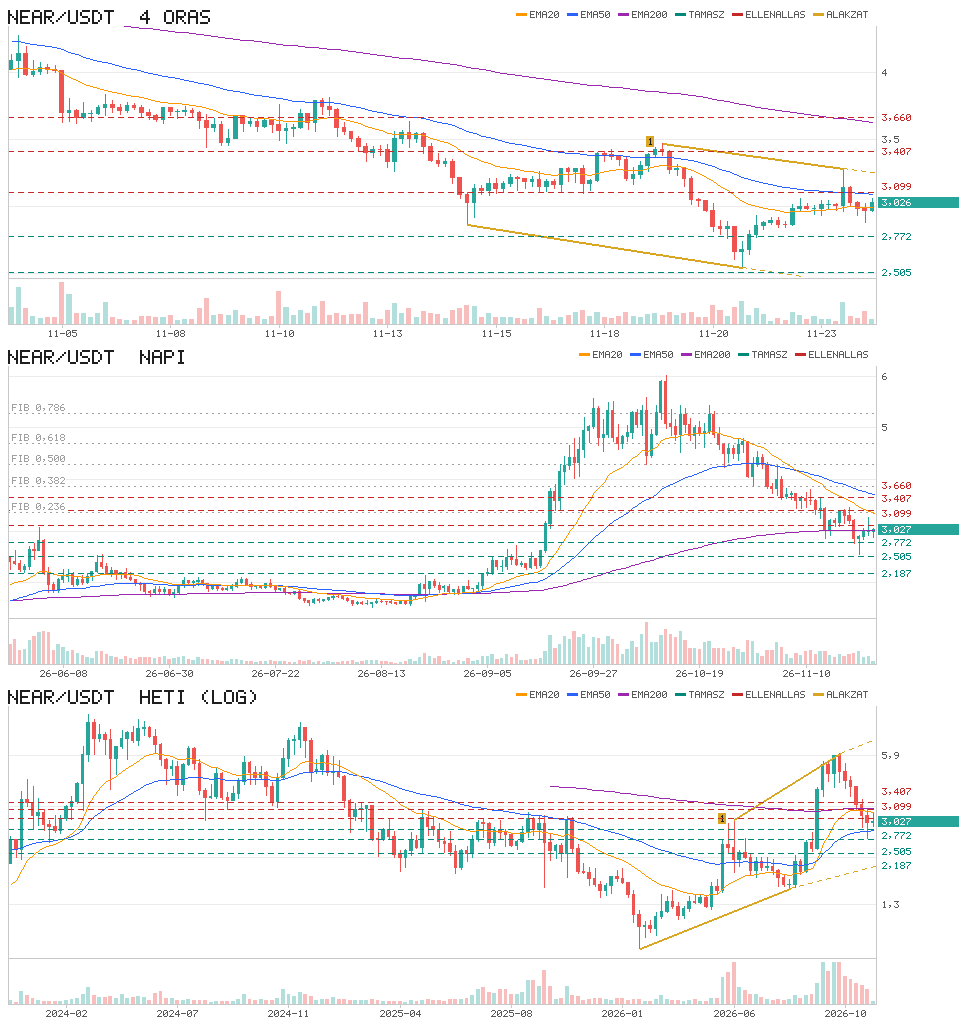 NEAR/USDT 4 ORAS
EMA20 EMA50 EMA200 TAMASZ ELLENALLAS ALAKZAT
4
3,660
3,5
3,407
1
3,099
3,026
2,772
2,505
11-05 11-08 11-10 11-13 11-15 11-18 11-20 11-23
NEAR/USDT NAPI
EMA20 EMA50 EMA200 TAMASZ ELLENALLAS
6
FIB 0,786
5
FIB 0,618
FIB 0,500
FIB 0,382
3,660
3,407
FIB 0,236
3,099
3,027
2,772
2,505
2,187
26-06-08 26-06-30 26-07-22 26-08-13 26-09-05 26-09-27 26-10-19 26-11-10
NEAR/USDT HETI (LOG)
EMA20 EMA50 EMA200 TAMASZ ELLENALLAS ALAKZAT
5,9
3,407
3,099
1
3,027
2,772
2,505
2,187
1,3
2024-02 2024-07 2024-11 2025-04 2025-08 2026-01 2026-06 2026-10